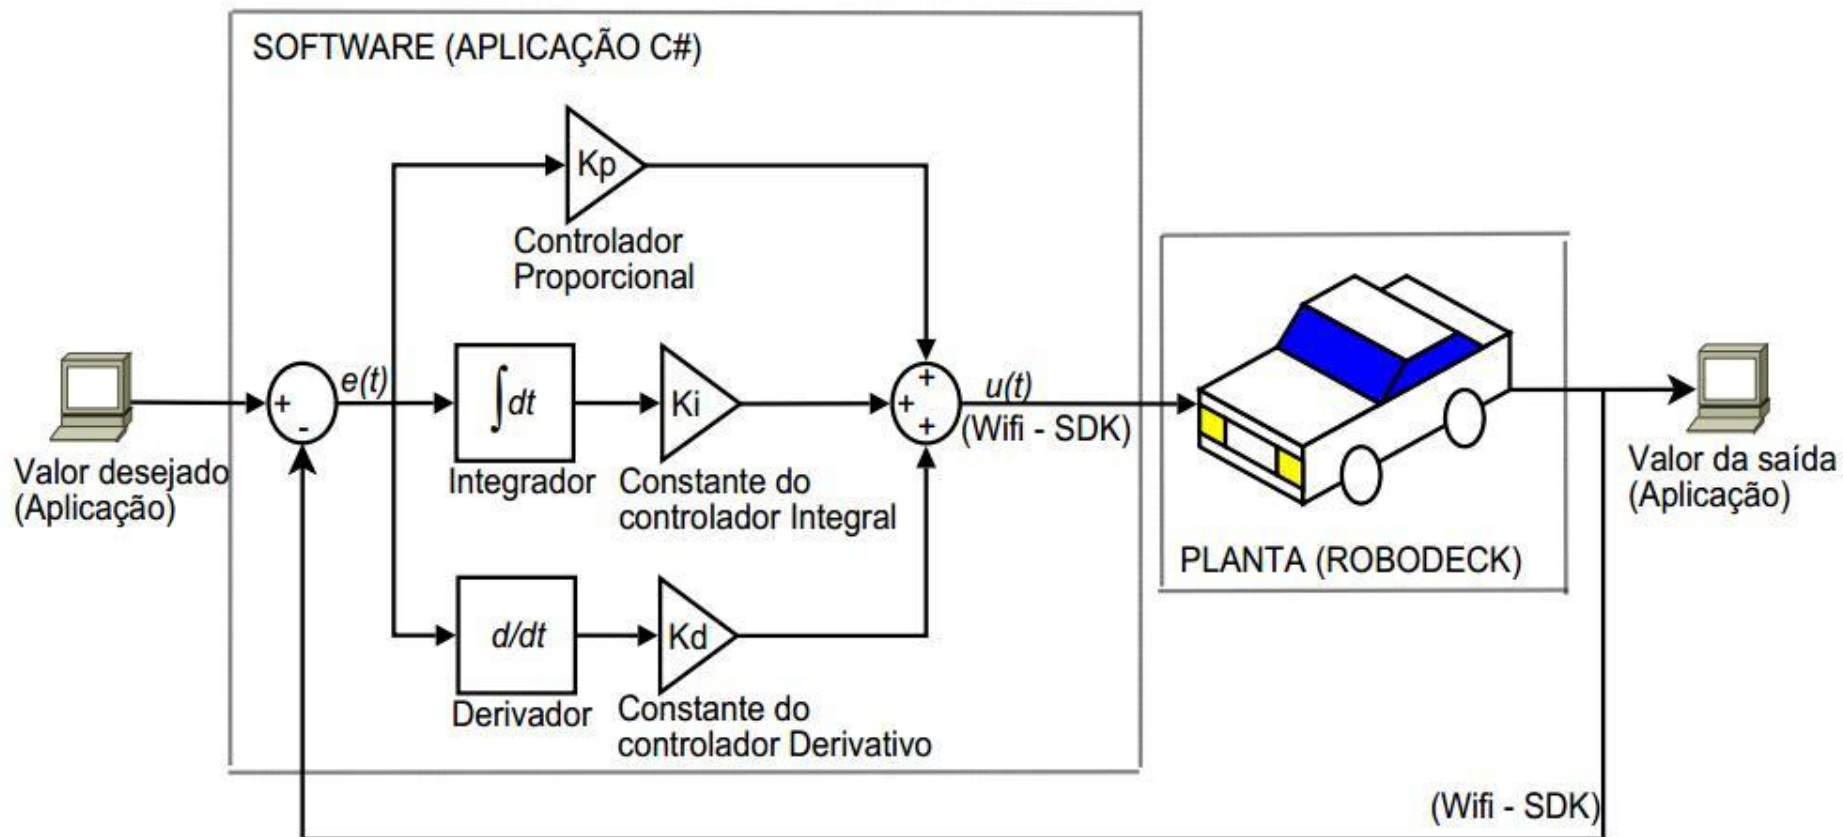 SOFTWARE (APLICAÇÃO C#)
Kp
Controlador
Proporcional
Valor desejado
(Aplicação)
+
-
e(t)
∫dt
Integrador
Ki
Constante do
controlador Integral
d/dt
Derivador
Kd
Constante do
controlador Derivativo
+
+
+
u(t)
(Wifi - SDK)
PLANTA (ROBODECK)
Valor da saída
(Aplicação)
(Wifi - SDK)